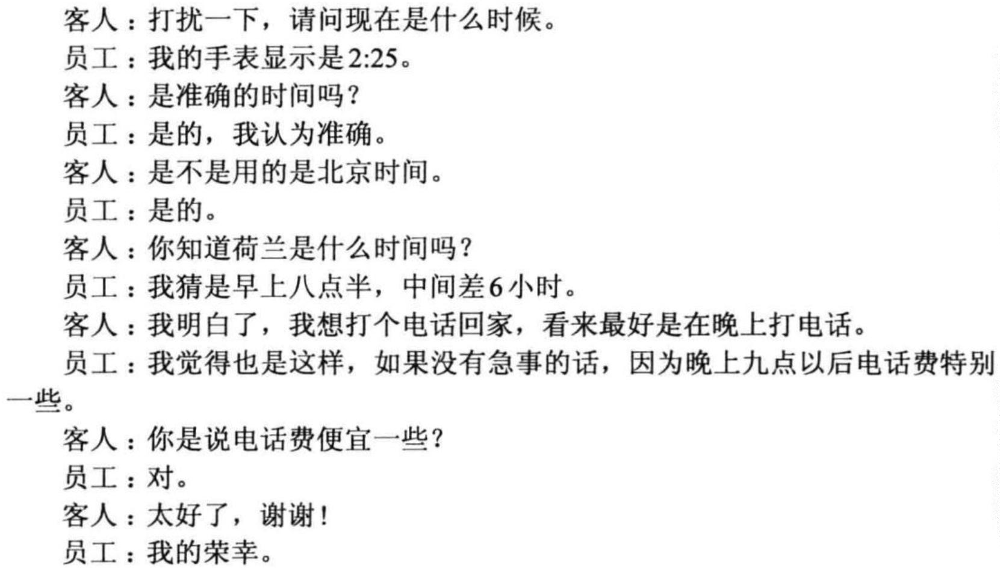 客人：打扰一下，请问现在是什么时候。
员工：我的手表显示是2:25。
客人：是准确的时间吗？
员工：是的，我认为准确。
客人：是不是用的是北京时间。
员工：是的。
客人：你知道荷兰是什么时间吗？
员工：我猜是早上八点半，中间差6小时。
客人：我明白了，我想打个电话回家，看来最好是在晚上打电话。
员工：我觉得也是这样，如果没有急事的话，因为晚上九点以后电话费特别
一些。
客人：你是说电话费便宜一些？
员工：对。
客人：太好了，谢谢！
员工：我的荣幸。